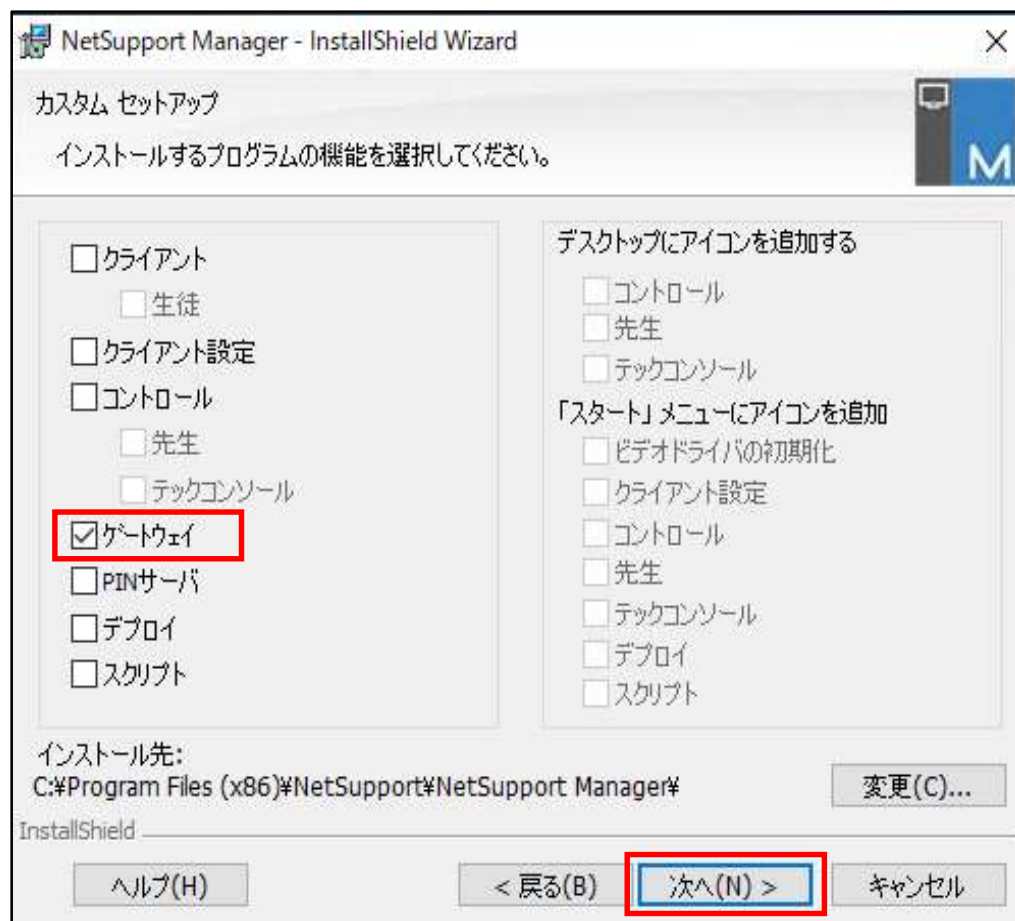 NetSupport Manager - InstallShield Wizard
カスタム セットアップ
インストールするプログラムの機能を選択してください。
M
クライアント
生徒
クライアント設定
コントロール
先生
テックコンソール
ゲートウェイ
PINサーバ
デプロイ
スクリプト
デスクトップにアイコンを追加する
コントロール
先生
テックコンソール
「スタート」メニューにアイコンを追加
ビデオドライバの初期化
クライアント設定
コントロール
先生
テックコンソール
デプロイ
スクリプト
インストール先:
C:¥Program Files (x86)¥NetSupport¥NetSupport Manager¥
変更(C)...
InstallShield
ヘルプ(H)
< 戻る(B)
次へ(N) >
キャンセル